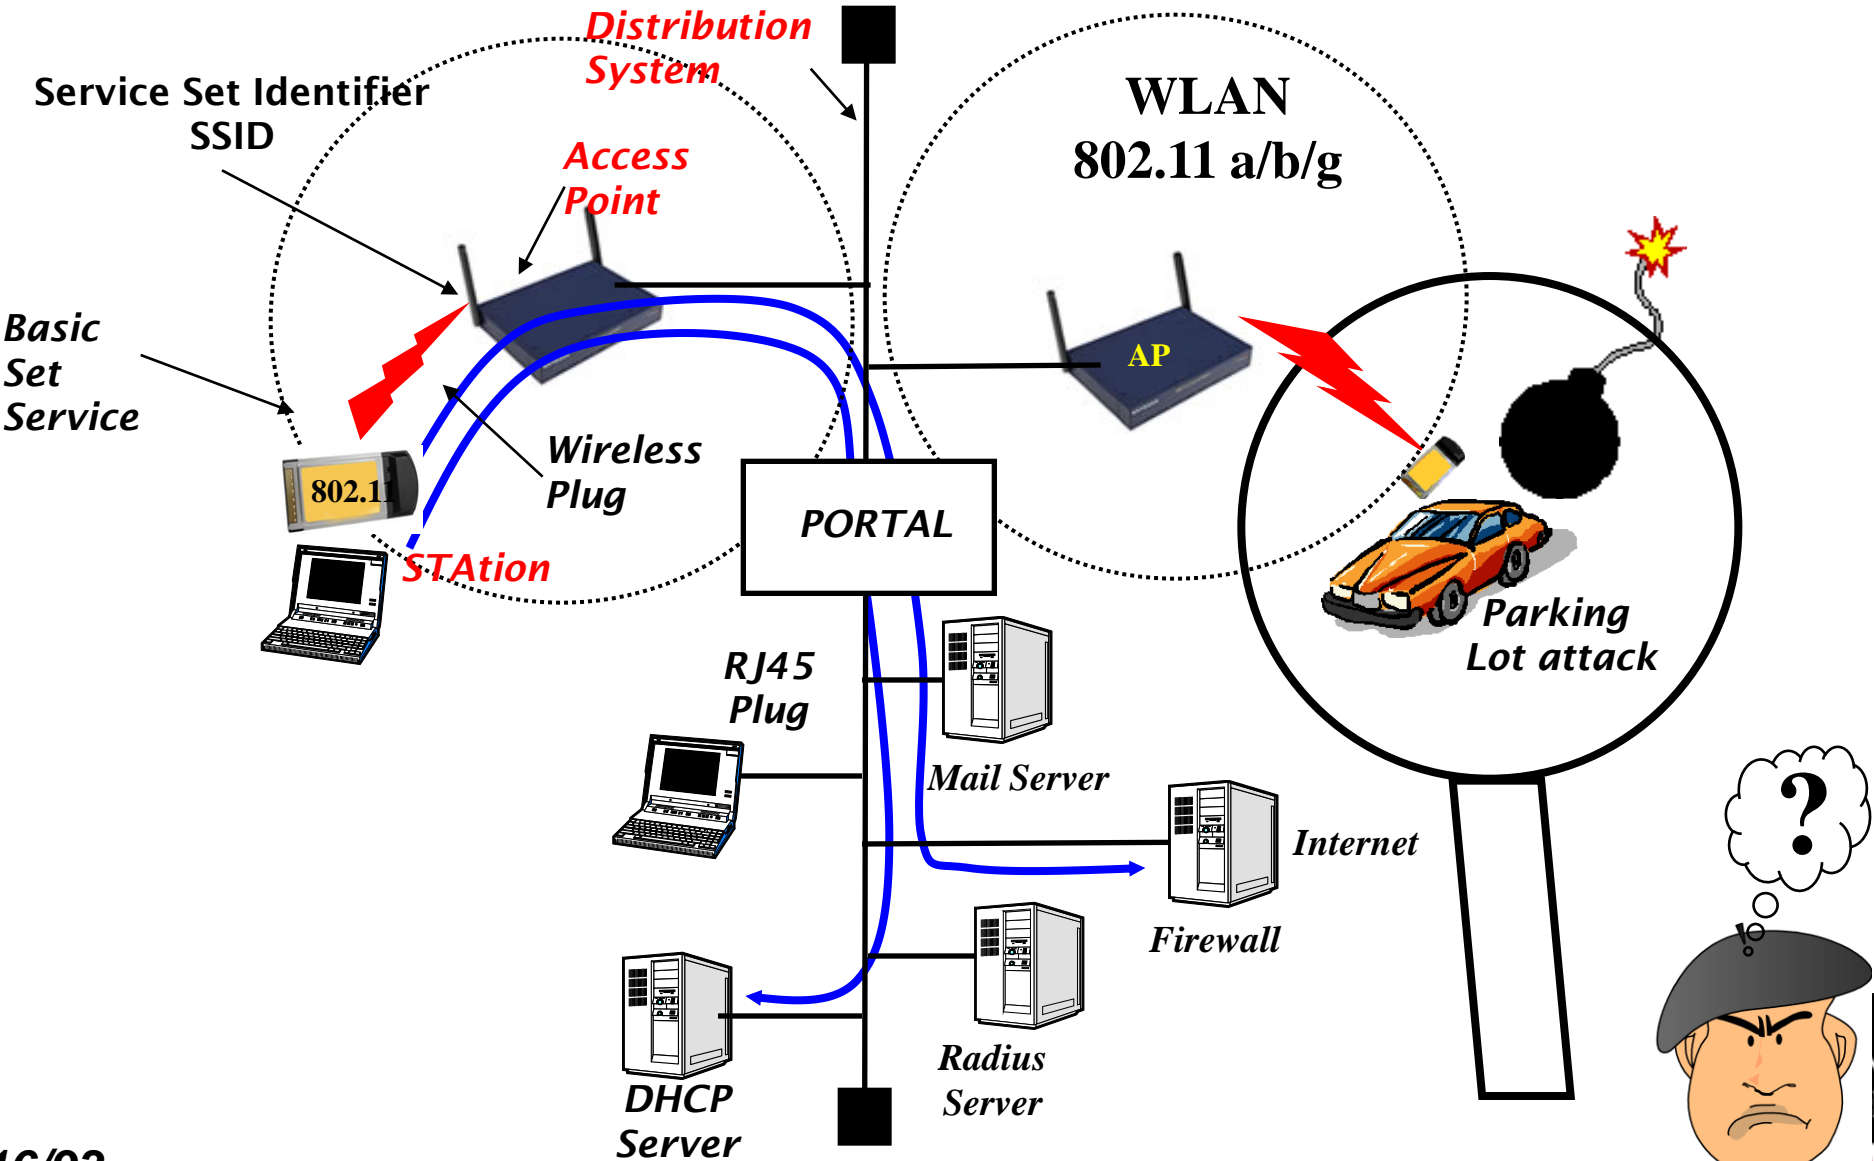 Distribution
System
Service Set Identifier
SSID
WLAN
802.11 a/b/g
Access
Point
Basic
Set
Service
AP
Wireless
Plug
802.11
PORTAL
STAtion
Parking
Lot attack
RJ45
Plug
Mail Server
?
Internet
Firewall
!
Radius
Server
DHCP
Server